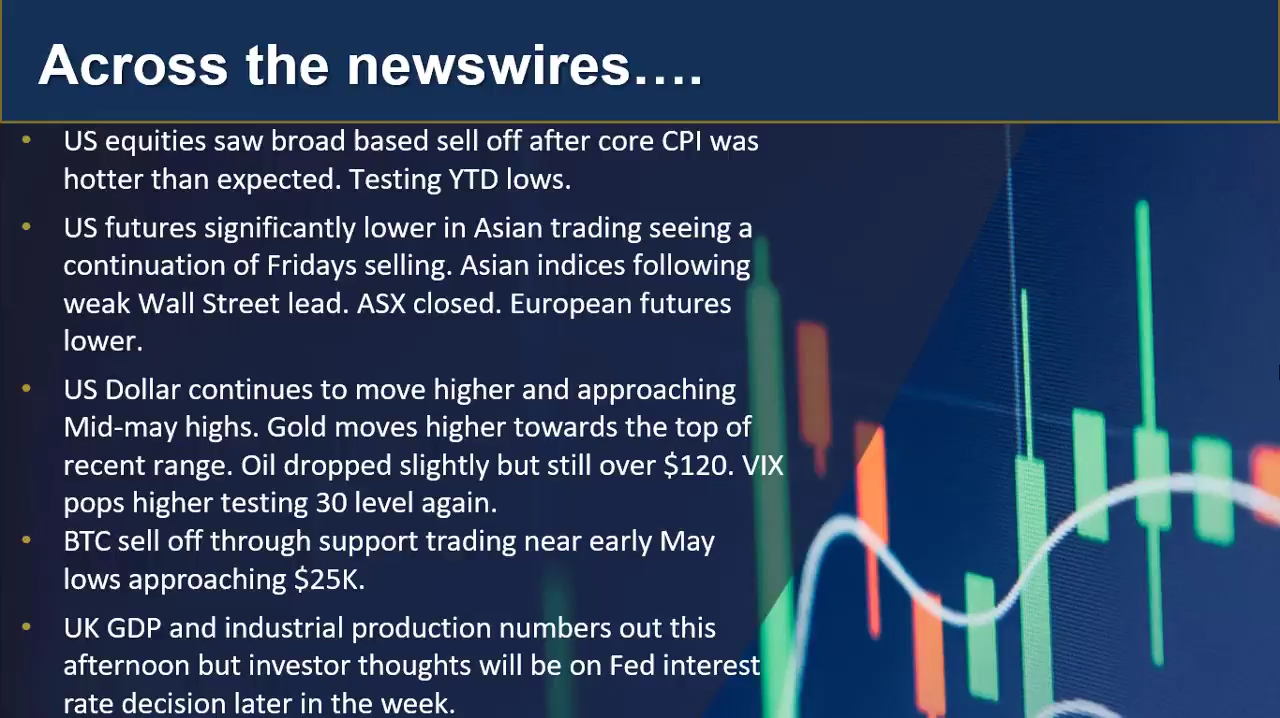 Across the newswires….
• US equities saw broad based sell off after core CPI was
hotter than expected. Testing YTD lows.
• US futures significantly lower in Asian trading seeing a
continuation of Fridays selling. Asian indices following
weak Wall Street lead. ASX closed. European futures
lower.
• US Dollar continues to move higher and approaching
Mid-may highs. Gold moves higher towards the top of
recent range. Oil dropped slightly but still over $120. VIX
pops higher testing 30 level again.
• BTC sell off through support trading near early May
lows approaching $25K.
• UK GDP and industrial production numbers out this
afternoon but investor thoughts will be on Fed interest
rate decision later in the week.